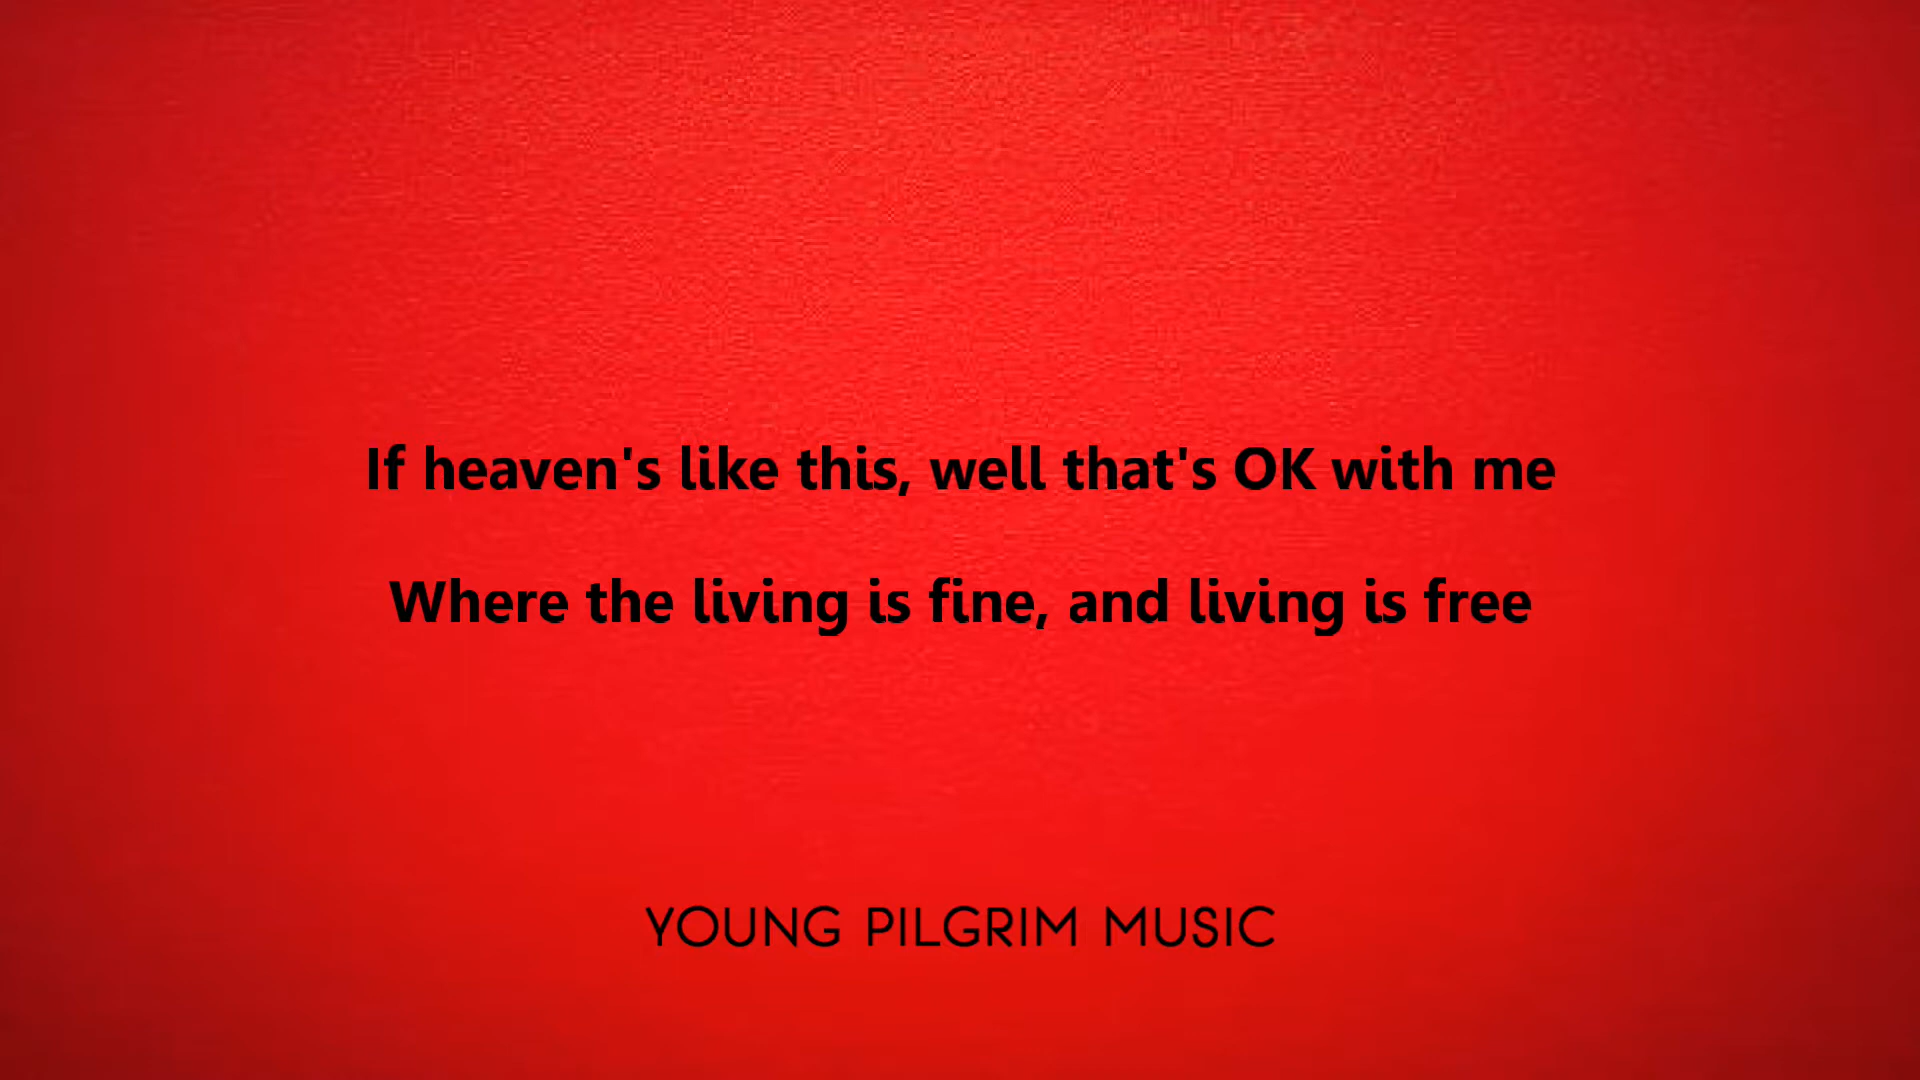 If heaven's like this, well that's OK with me
Where the living is fine, and living is free
YOUNG PILGRIM MUSIC